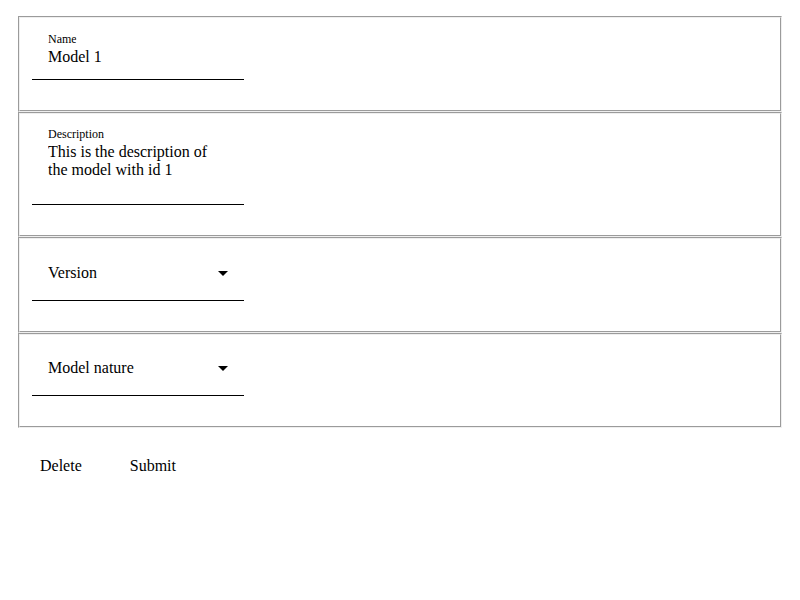 Name
Model 1
Description
This is the description of
the model with id 1
Version
Model nature
Delete
Submit